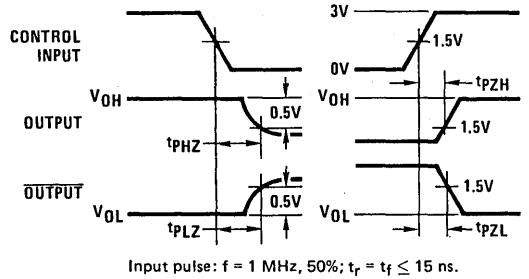 CONTROL INPUT
3V
1.5V
0V
tPZH
VOH
0.5V
OUTPUT
tPHZ
VOH
1.5V
OUTPUT
VOL
0.5V
tPLZ
1.5V
VOL
tPZL
Input pulse: f = 1 MHz, 50%; tr = tf ≤ 15 ns.